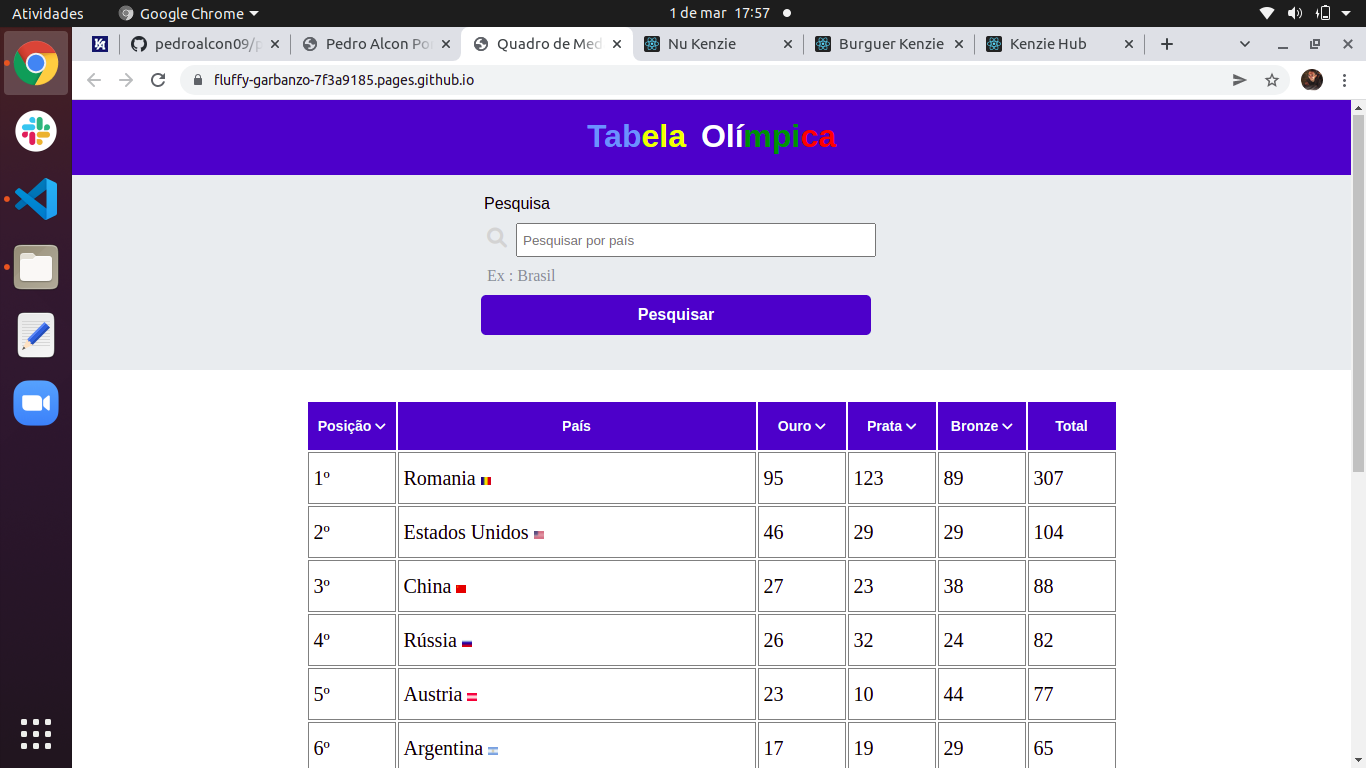 Atividades Google Chrome 1 de mar 17:57
pedroalcon09/p Pedro Alcon Po Quadro de Med Nu Kenzie Burguer Kenzie Kenzie Hub
fluffy-garbanzo-7f3a9185.pages.github.io
Tabela Olímpica
Pesquisa
Pesquisar por país
Ex : Brasil
Pesquisar
Posição País Ouro Prata Bronze Total
1º Romania 95 123 89 307
2º Estados Unidos 46 29 29 104
3º China 27 23 38 88
4º Rússia 26 32 24 82
5º Austria 23 10 44 77
6º Argentina 17 19 29 65